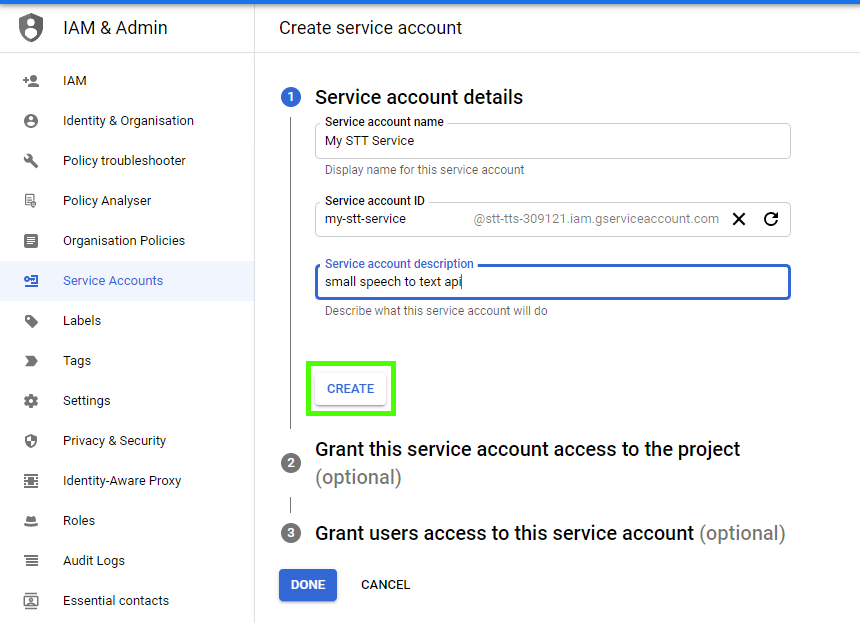 IAM & Admin
Create service account
IAM
Identity & Organisation
Policy troubleshooter
Policy Analyser
Organisation Policies
Service Accounts
Labels
Tags
Settings
Privacy & Security
Identity-Aware Proxy
Roles
Audit Logs
Essential contacts
1 Service account details
Service account name
My STT Service
Display name for this service account
Service account ID
my-stt-service @stt-tts-309121.iam.gserviceaccount.com
Service account description
small speech to text api
Describe what this service account will do
CREATE
2 Grant this service account access to the project
(optional)
3 Grant users access to this service account (optional)
DONE CANCEL